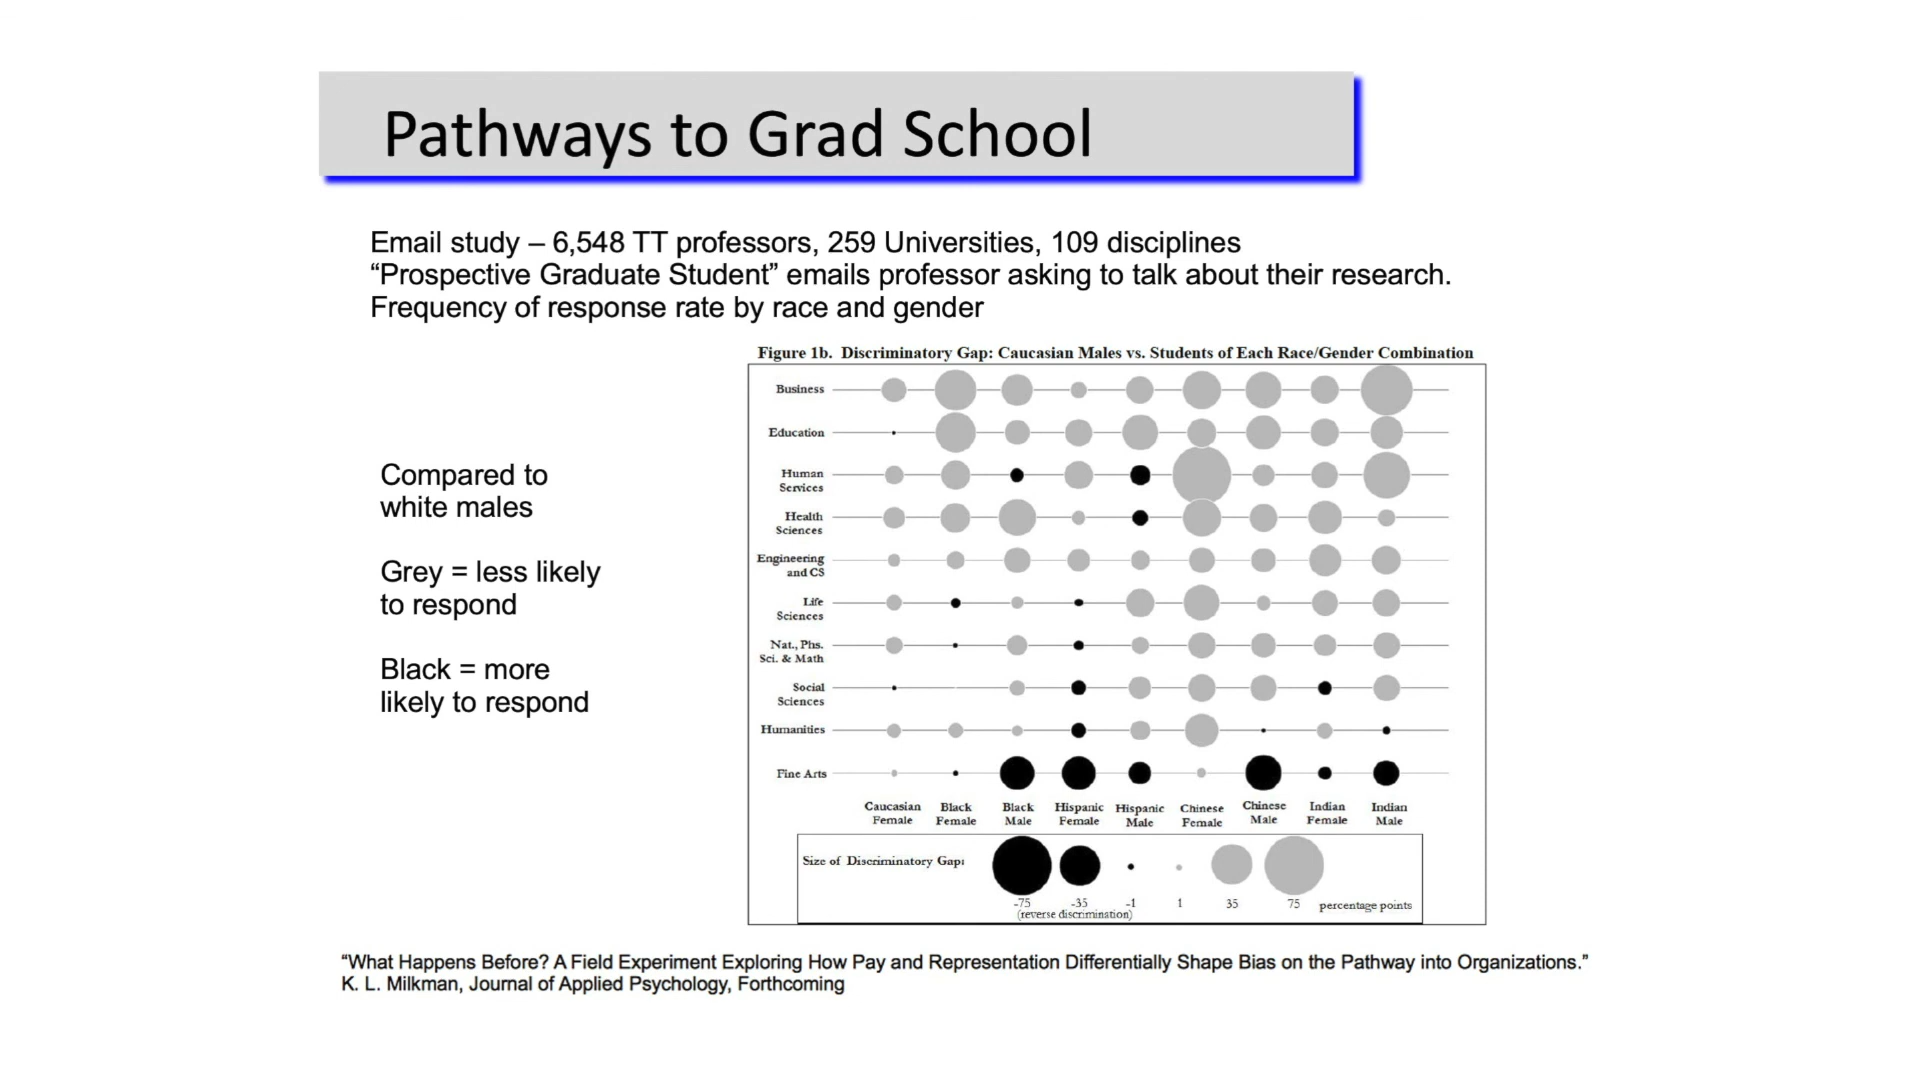 Pathways to Grad School
Email study – 6,548 TT professors, 259 Universities, 109 disciplines
“Prospective Graduate Student” emails professor asking to talk about their research.
Frequency of response rate by race and gender
Compared to
white males
Grey = less likely
to respond
Black = more
likely to respond
Figure 1b. Discriminatory Gap: Caucasian Males vs. Students of Each Race/Gender Combination
Business
Education
Human
Services
Health
Sciences
Engineering
and CS
Life
Sciences
Nat., Phs.
Sci. & Math
Social
Sciences
Humanities
Fine Arts
Caucasian Female
Black Female
Black Male
Hispanic Female
Hispanic Male
Chinese Female
Chinese Male
Indian Female
Indian Male
Size of Discriminatory Gap:
-75 -35 -1 1 35 75 percentage points
(reverse discrimination)
“What Happens Before? A Field Experiment Exploring How Pay and Representation Differentially Shape Bias on the Pathway into Organizations.”
K. L. Milkman, Journal of Applied Psychology, Forthcoming